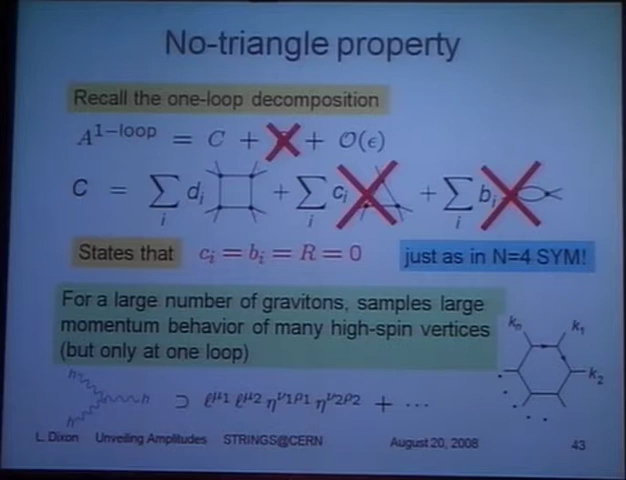 No-triangle property
Recall the one-loop decomposition
A^{1-loop} = C + + O(ϵ)
C = ∑_i d_i + ∑_i c_i + ∑_i b_i
States that c_i = b_i = R = 0 just as in N=4 SYM!
For a large number of gravitons, samples large
momentum behavior of many high-spin vertices
(but only at one loop)
k_n k_1
k_2
h h h ⊃ ℓ^{μ1} ℓ^{μ2} η^{ν1ρ1} η^{ν2ρ2} + ⋯
L. Dixon Unveiling Amplitudes STRINGS@CERN August 20, 2008 43